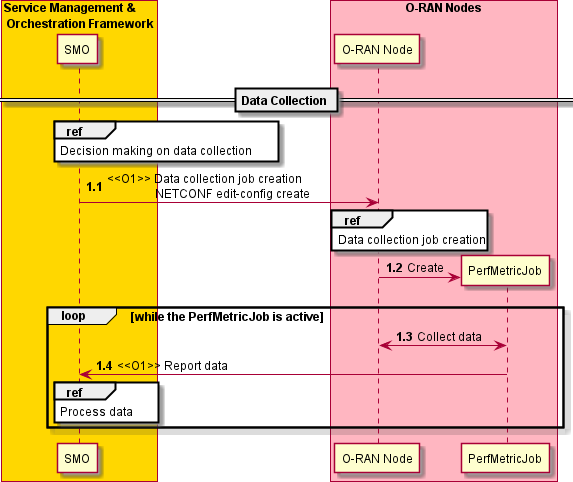 Service Management &
Orchestration Framework
O-RAN Nodes
SMO
O-RAN Node
Data Collection
ref
Decision making on data collection
1.1 <<O1>> Data collection job creation
NETCONF edit-config create
ref
Data collection job creation
1.2 Create
PerfMetricJob
loop [while the PerfMetricJob is active]
1.3 Collect data
1.4 <<O1>> Report data
ref
Process data
SMO
O-RAN Node
PerfMetricJob